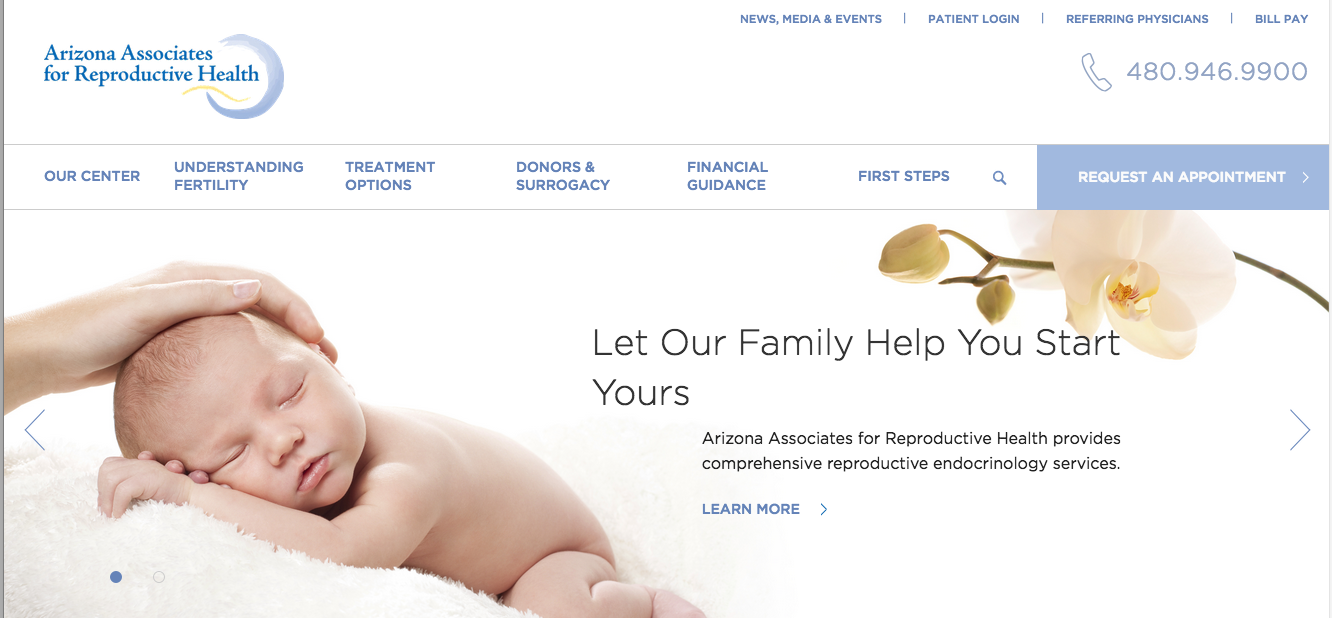 NEWS, MEDIA & EVENTS | PATIENT LOGIN | REFERRING PHYSICIANS | BILL PAY
Arizona Associates
for Reproductive Health
480.946.9900
OUR CENTER
UNDERSTANDING
FERTILITY
TREATMENT
OPTIONS
DONORS &
SURROGACY
FINANCIAL
GUIDANCE
FIRST STEPS
REQUEST AN APPOINTMENT
Let Our Family Help You Start
Yours
Arizona Associates for Reproductive Health provides
comprehensive reproductive endocrinology services.
LEARN MORE